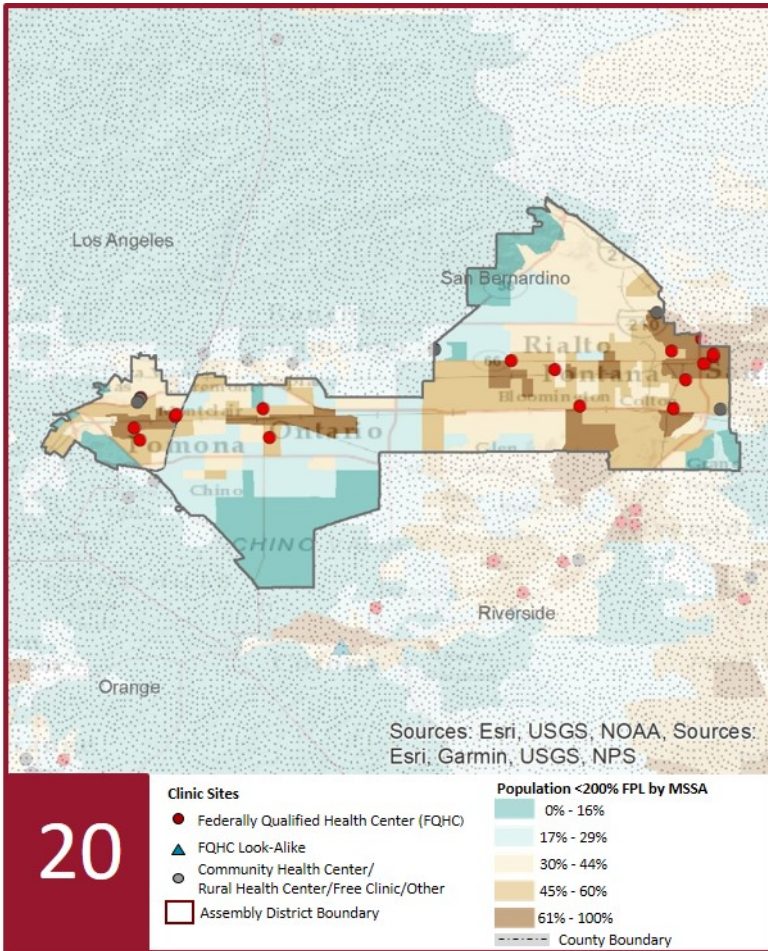 Los Angeles
San Bernardino
210
Rialto
Fontana
Bloomington
Colton
Montclair
Ontario
Pomona
Glen
Chino
CHINO
Riverside
Orange
Sources: Esri, USGS, NOAA, Sources:
Esri, Garmin, USGS, NPS
20
Clinic Sites
Federally Qualified Health Center (FQHC)
FQHC Look-Alike
Community Health Center/
Rural Health Center/Free Clinic/Other
Assembly District Boundary
Population <200% FPL by MSSA
0% - 16%
17% - 29%
30% - 44%
45% - 60%
61% - 100%
County Boundary